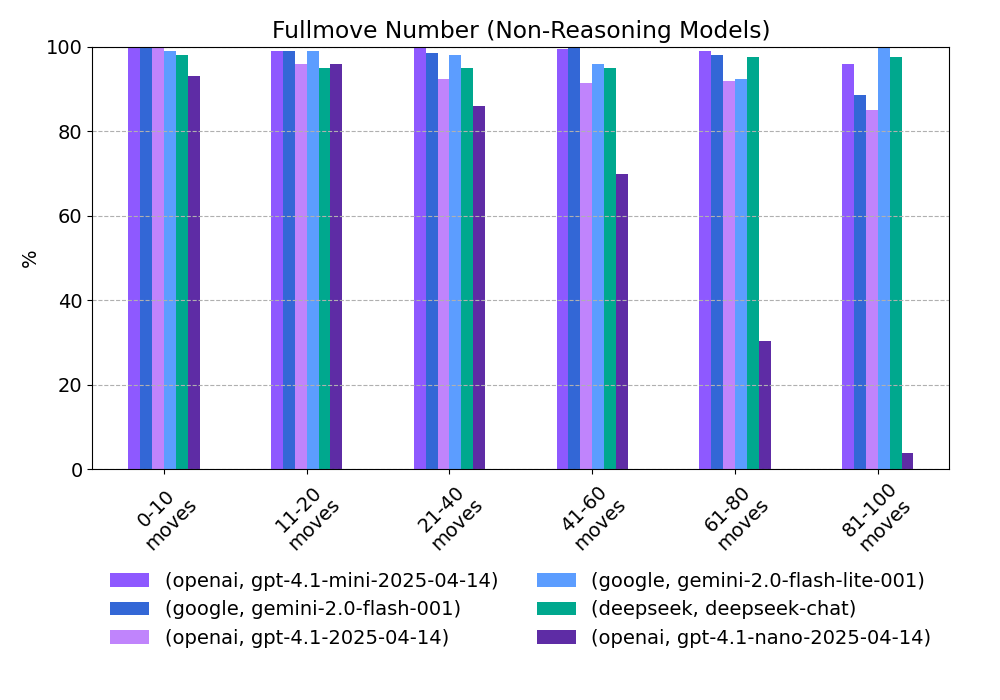 Fullmove Number (Non-Reasoning Models)
100
80
60
40
20
0
%
0-10
moves
11-20
moves
21-40
moves
41-60
moves
61-80
moves
81-100
moves
(openai, gpt-4.1-mini-2025-04-14)
(google, gemini-2.0-flash-001)
(openai, gpt-4.1-2025-04-14)
(google, gemini-2.0-flash-lite-001)
(deepseek, deepseek-chat)
(openai, gpt-4.1-nano-2025-04-14)